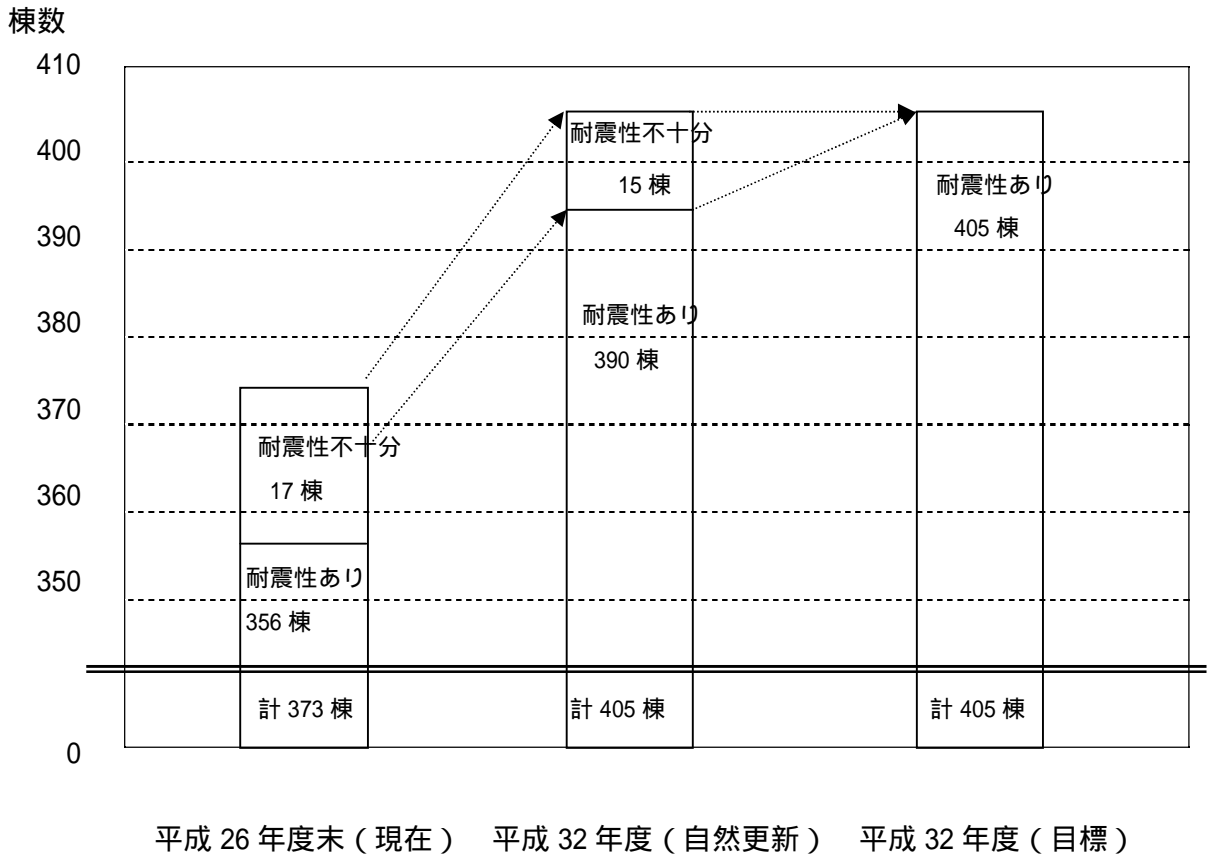 棟数
410
400
390
380
370
360
350
0
耐震性不十分
17 棟
耐震性あり
356 棟
計 373 棟
耐震性不十分
15 棟
耐震性あり
390 棟
計 405 棟
耐震性あり
405 棟
計 405 棟
平成 26 年度末（現在） 平成 32 年度（自然更新） 平成 32 年度（目標）